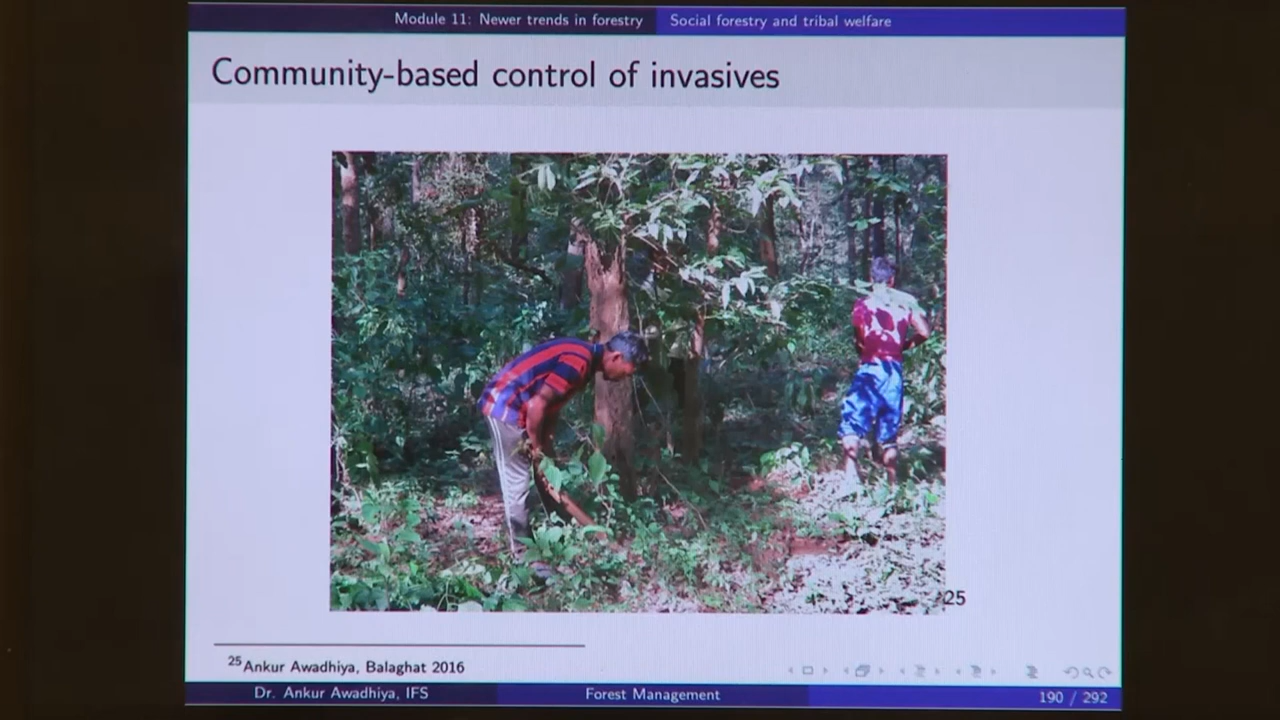 Module 11: Newer trends in forestry Social forestry and tribal welfare
Community-based control of invasives
25
25 Ankur Awadhiya, Balaghat 2016
Dr. Ankur Awadhiya, IFS Forest Management 190 / 292